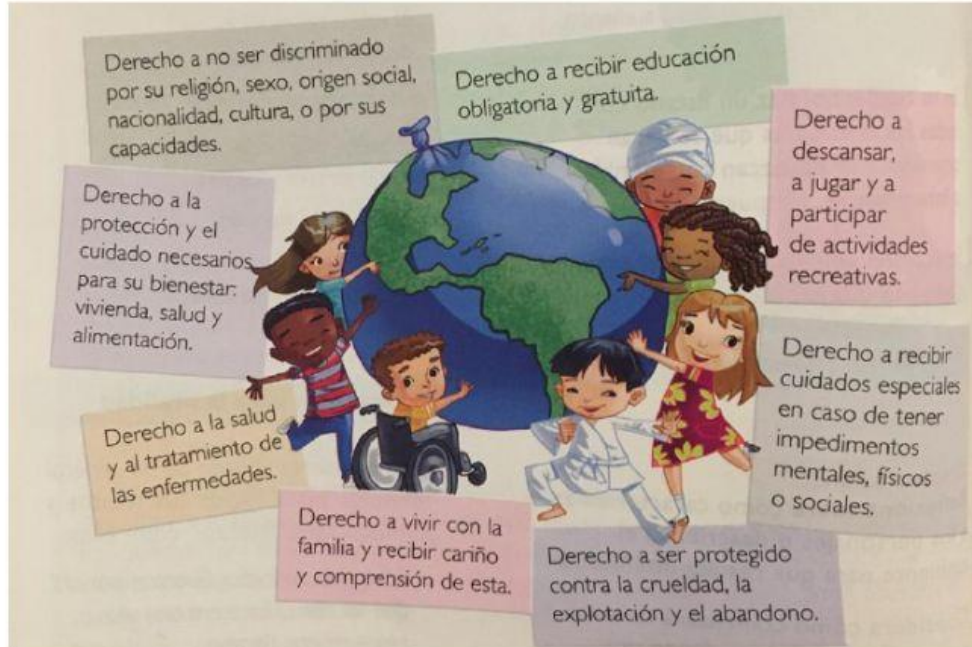 Derecho a no ser discriminado
por su religión, sexo, origen social,
nacionalidad, cultura, o por sus
capacidades.
Derecho a recibir educación
obligatoria y gratuita.
Derecho a
descansar,
a jugar y a
participar
de actividades
recreativas.
Derecho a la
protección y el
cuidado necesarios
para su bienestar:
vivienda, salud y
alimentación.
Derecho a recibir
cuidados especiales
en caso de tener
impedimentos
mentales, físicos
o sociales.
Derecho a la salud
y al tratamiento de
las enfermedades.
Derecho a vivir con la
familia y recibir cariño
y comprensión de esta.
Derecho a ser protegido
contra la crueldad, la
explotación y el abandono.